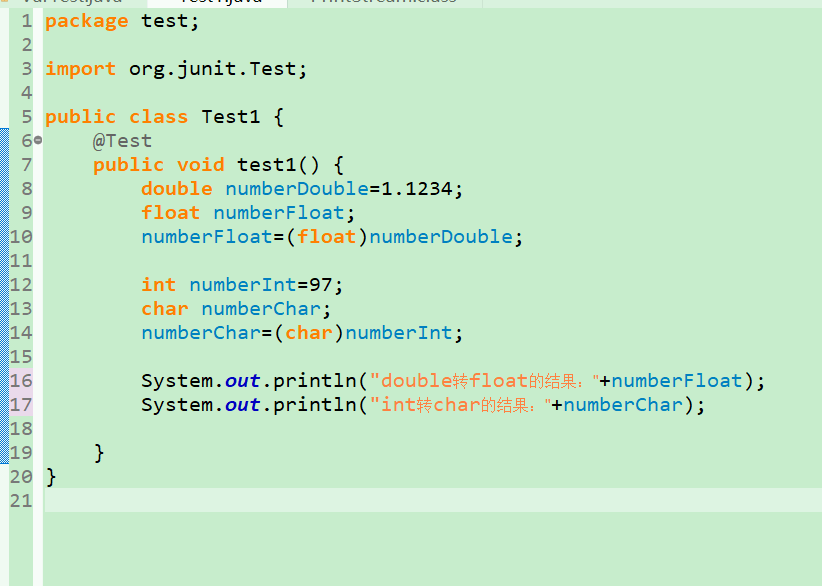 1 package test;
2
3 import org.junit.Test;
4
5 public class Test1 {
6 @Test
7 public void test1() {
8 double numberDouble=1.1234;
9 float numberFloat;
10 numberFloat=(float)numberDouble;
11
12 int numberInt=97;
13 char numberChar;
14 numberChar=(char)numberInt;
15
16 System.out.println("double转float的结果："+numberFloat);
17 System.out.println("int转char的结果："+numberChar);
18
19 }
20 }
21